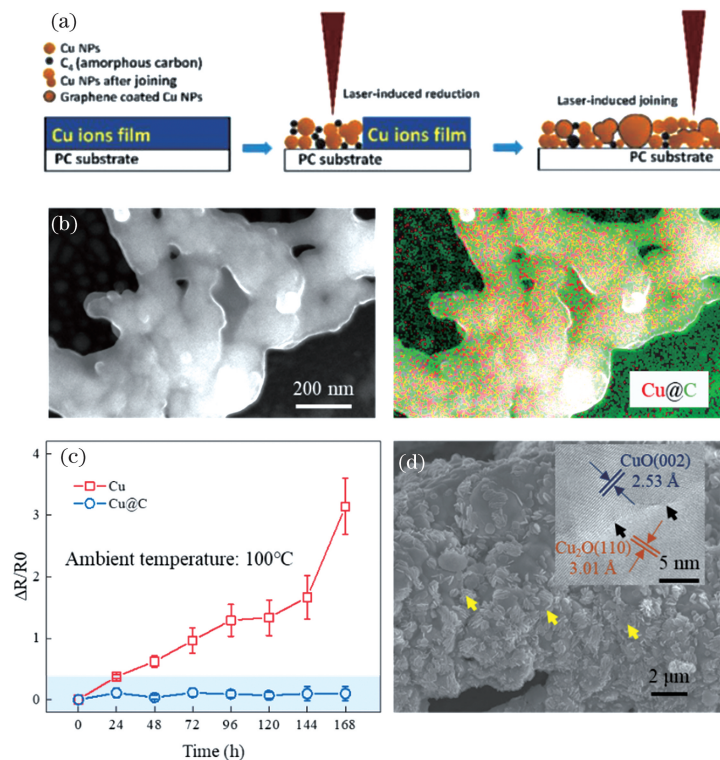 (a)
Cu NPs
C₄ (amorphous carbon)
Cu NPs after joining
Graphene coated Cu NPs
Laser-induced reduction
Laser-induced joining
Cu ions film
PC substrate
Cu ions film
PC substrate
PC substrate
(b)
200 nm
Cu@C
(c)
Cu
Cu@C
Ambient temperature: 100℃
ΔR/R0
4
3
2
1
0
0 24 48 72 96 120 144 168
Time (h)
(d)
CuO(002)
2.53 Å
Cu₂O(110)
3.01 Å
5 nm
2 μm